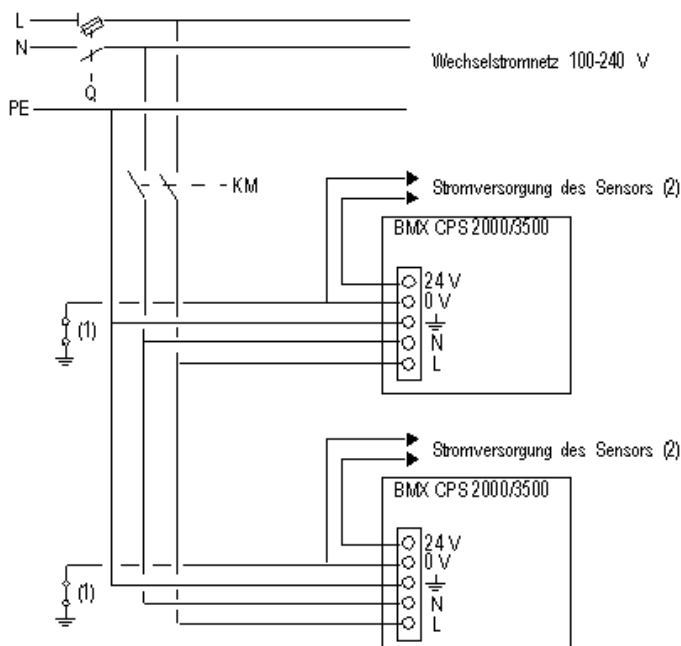 L
N
Wechselstromnetz 100-240 V
Q
PE
KM
Stromversorgung des Sensors (2)
BMX CPS 2000/3500
24 V
0 V
(1)
N
L
Stromversorgung des Sensors (2)
BMX CPS 2000/3500
24 V
0 V
(1)
N
L